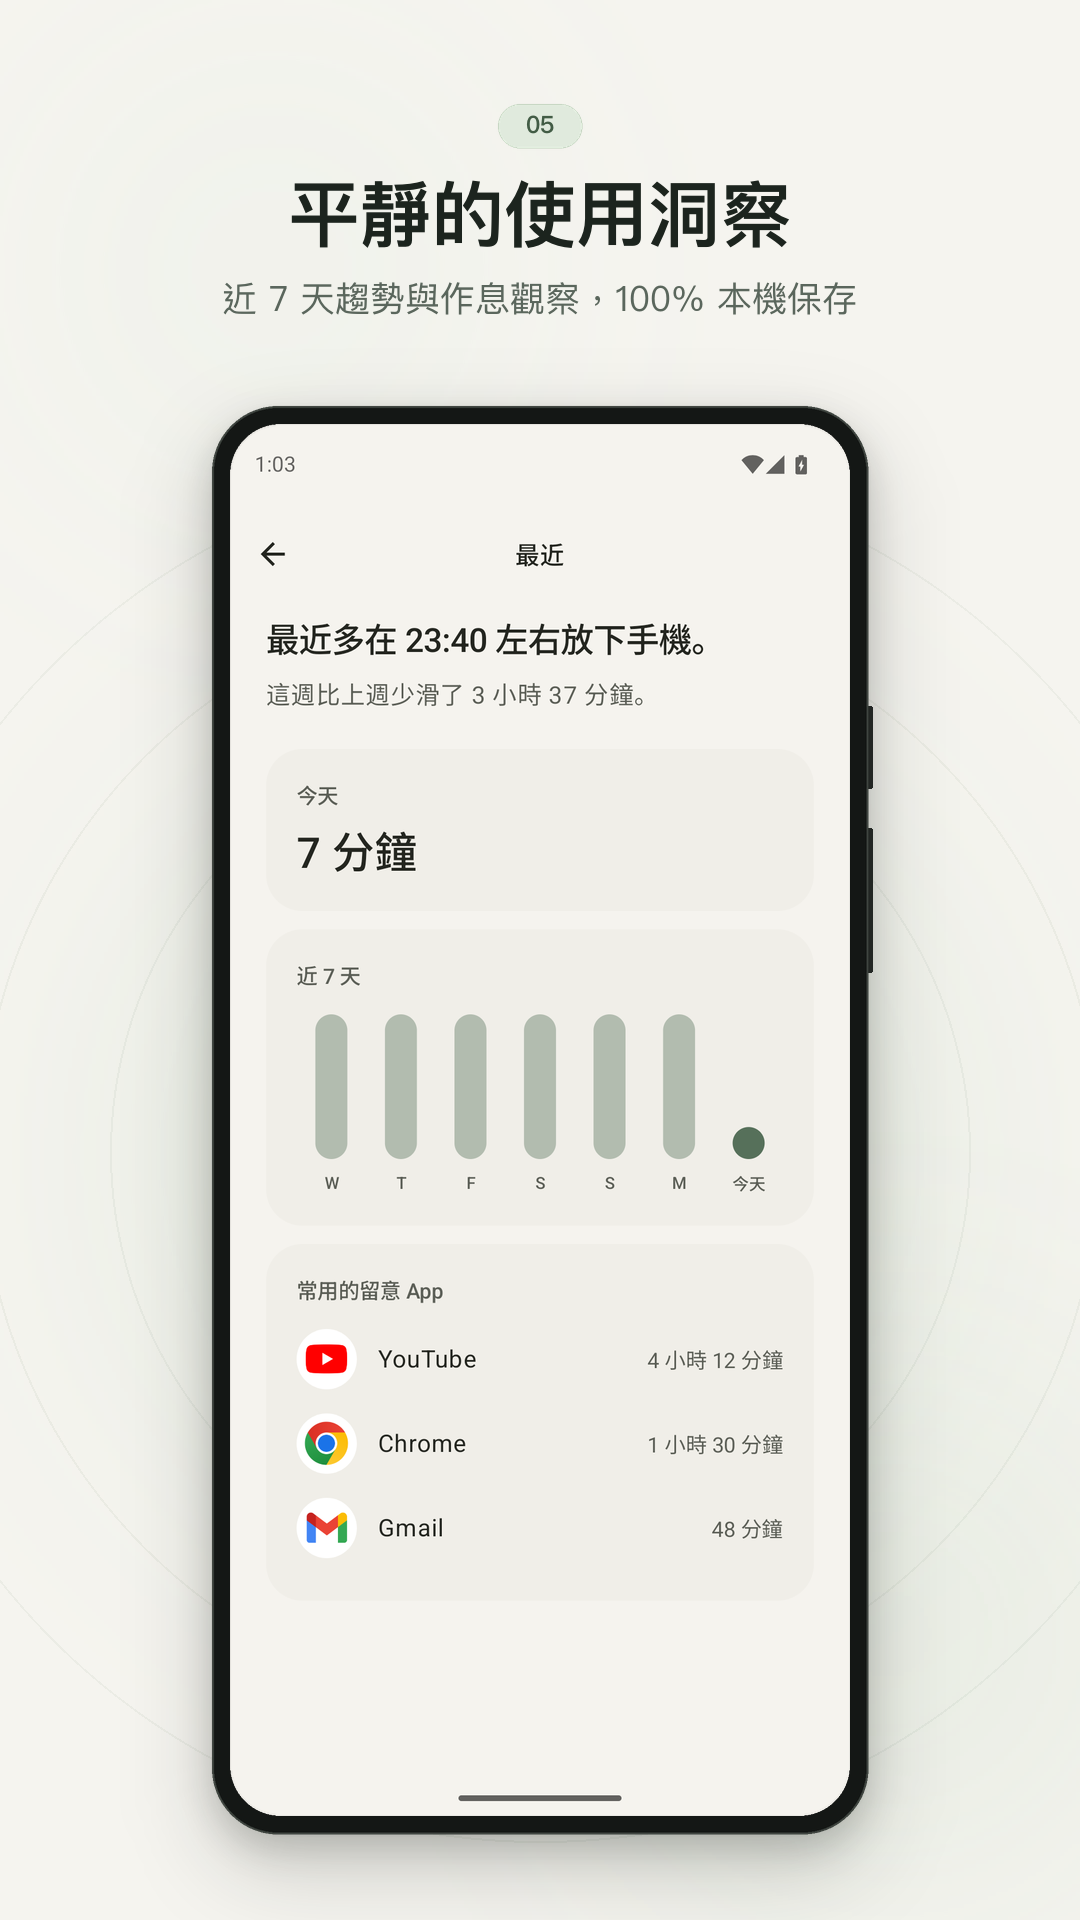 05
平靜的使用洞察
近 7 天趨勢與作息觀察，100% 本機保存
1:03
最近
最近多在 23:40 左右放下手機。
這週比上週少滑了 3 小時 37 分鐘。
今天
7 分鐘
近 7 天
W T F S S M 今天
常用的留意 App
YouTube 4 小時 12 分鐘
Chrome 1 小時 30 分鐘
Gmail 48 分鐘